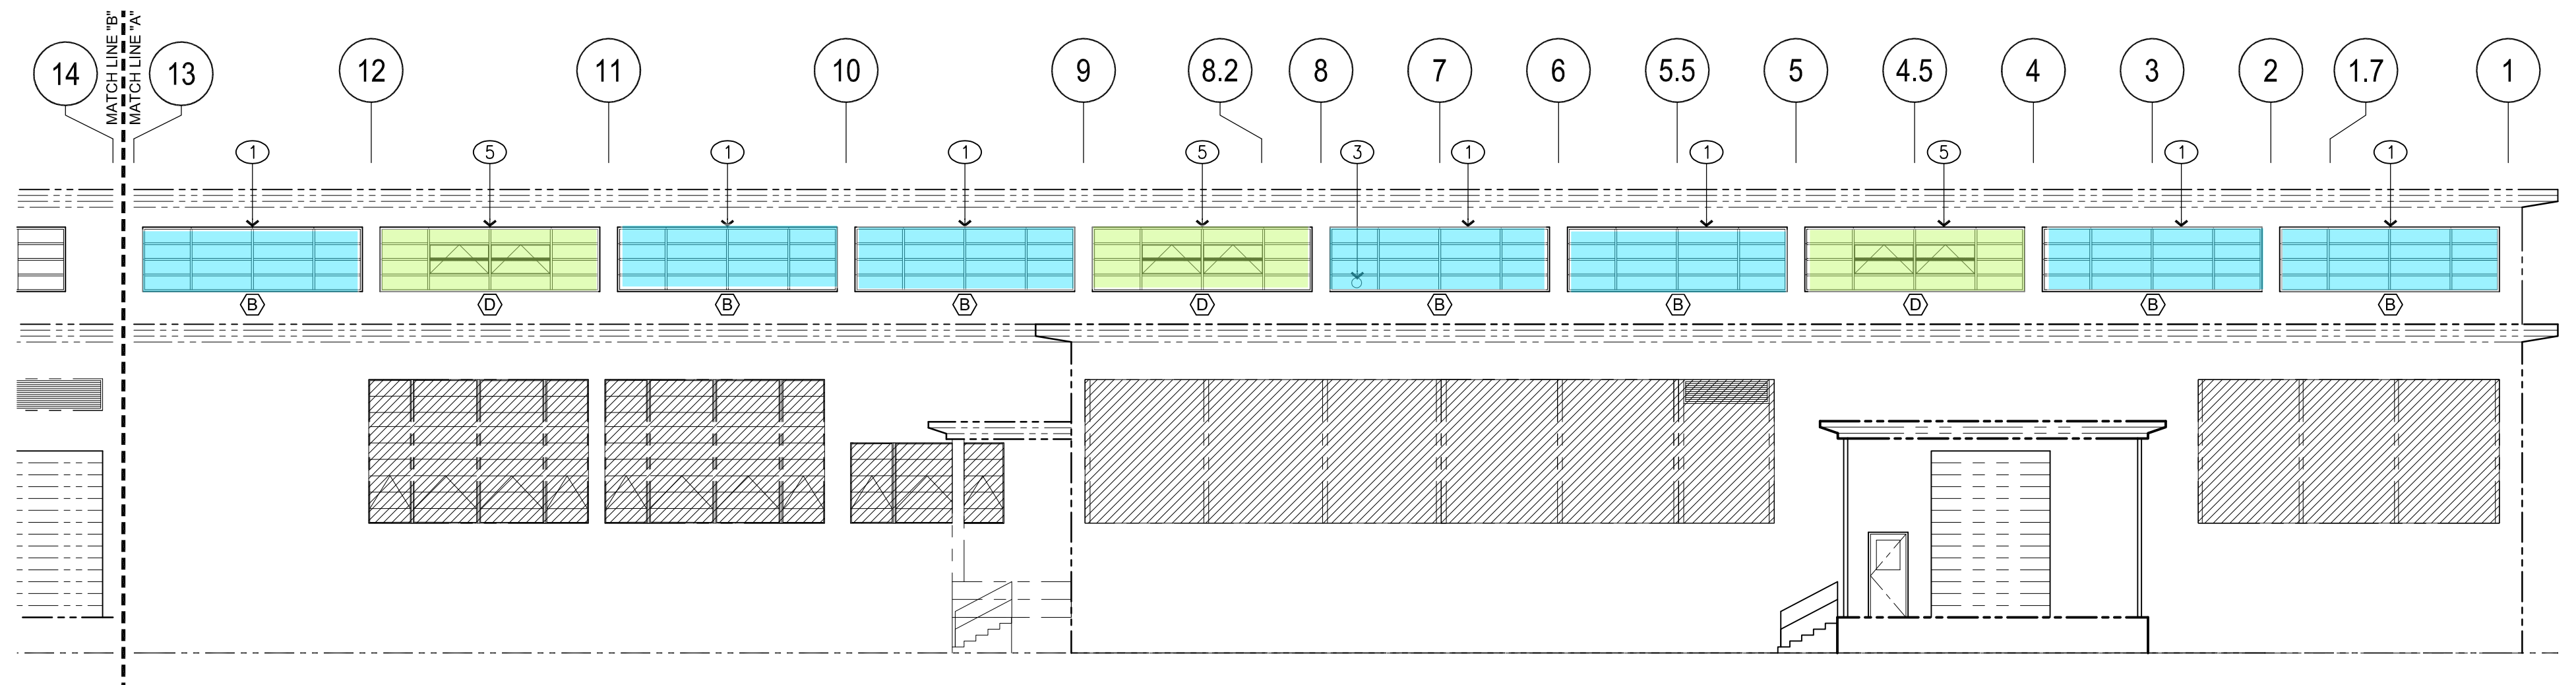 MATCH LINE "B"
MATCH LINE "A"
14 13 12 11 10 9 8.2 8 7 6 5.5 5 4.5 4 3 2 1.7 1
1 5 1 1 5 3 1 1 5 1 1
B D B B D B B D B B